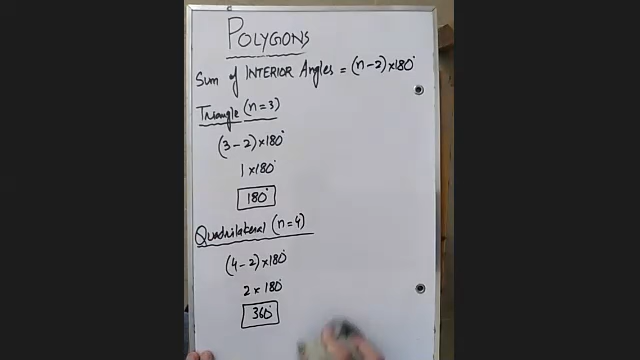 POLYGONS
Sum of INTERIOR Angles = (n-2)×180°
Triangle (n=3)
(3-2)×180°
1×180°
180°
Quadrilateral (n=4)
(4-2)×180°
2×180°
360°